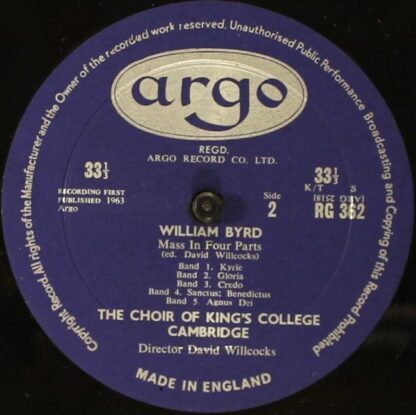 Copyright Record. All rights of the Manufacturer and the Owner of the recorded work reserved. Unauthorised Public Performance Broadcasting and Copying of this Record Prohibited
argo
REGD.
ARGO RECORD CO. LTD.
33⅓
33⅓
K/T S
RECORDING FIRST
PUBLISHED 1963
Argo
Side
2
ARG 25181
RG 362
WILLIAM BYRD
Mass In Four Parts
(ed. David Willcocks)
Band 1. Kyrie
Band 2. Gloria
Band 3. Credo
Band 4. Sanctus; Benedictus
Band 5. Agnus Dei
THE CHOIR OF KING'S COLLEGE
CAMBRIDGE
Director David Willcocks
MADE IN ENGLAND